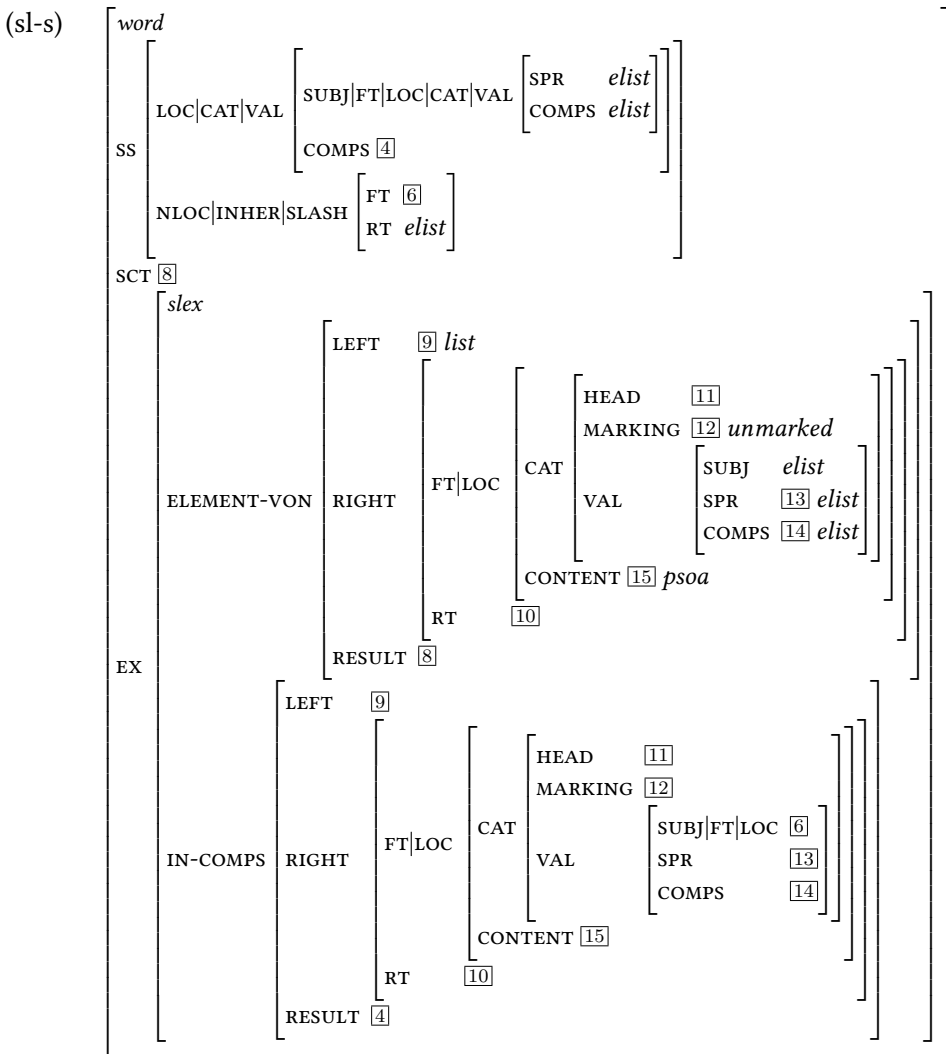 (sl-s)
word
SS LOC|CAT|VAL SUBJ|FT|LOC|CAT|VAL SPR elist
COMPS elist
COMPS 4
NLOC|INHER|SLASH FT 6
RT elist
SCT 8
EX slex
ELEMENT-VON LEFT 9 list
RIGHT FT|LOC CAT HEAD 11
MARKING 12 unmarked
VAL SUBJ elist
SPR 13 elist
COMPS 14 elist
CONTENT 15 psoa
RT 10
RESULT 8
IN-COMPS LEFT 9
RIGHT FT|LOC CAT HEAD 11
MARKING 12
VAL SUBJ|FT|LOC 6
SPR 13
COMPS 14
CONTENT 15
RT 10
RESULT 4